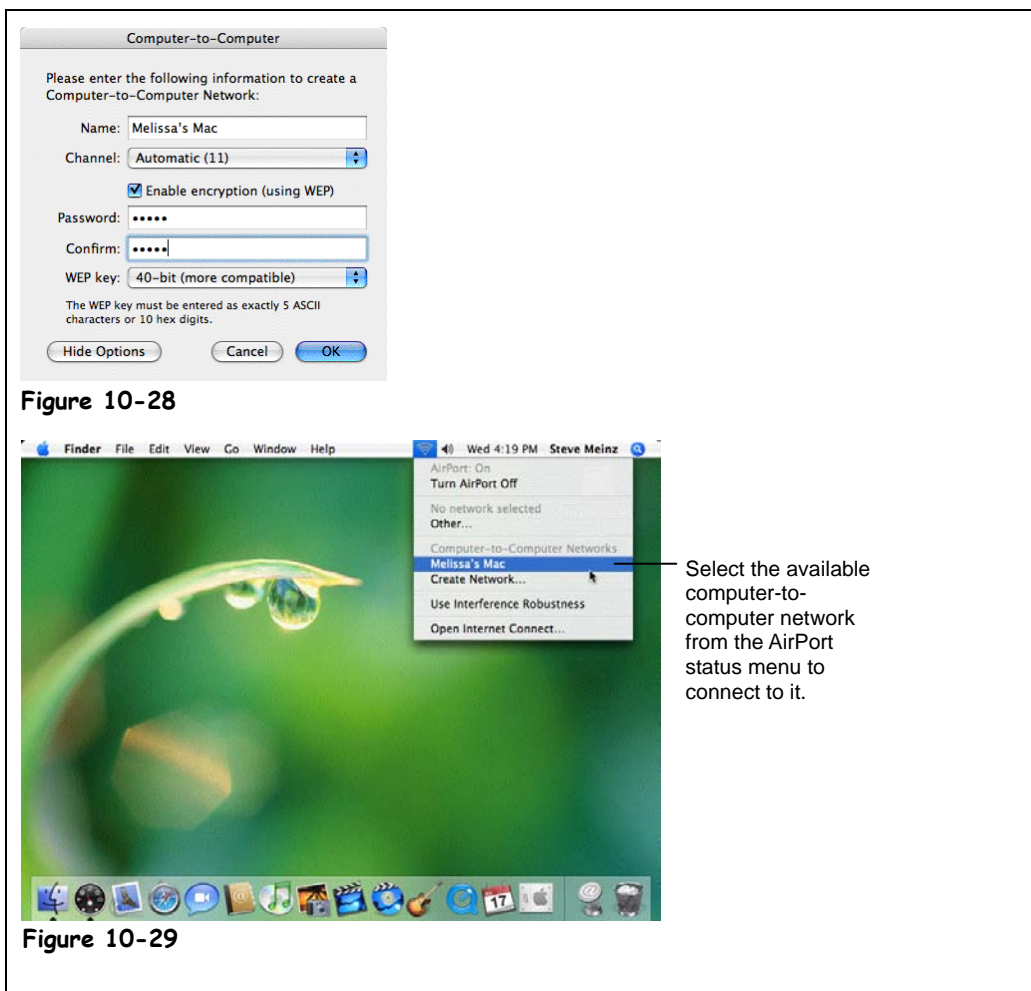 Computer-to-Computer
Please enter the following information to create a
Computer-to-Computer Network:
Name: Melissa's Mac
Channel: Automatic (11)
Enable encryption (using WEP)
Password: •••••
Confirm: •••••
WEP key: 40-bit (more compatible)
The WEP key must be entered as exactly 5 ASCII
characters or 10 hex digits.
Hide Options Cancel OK
Figure 10-28
Finder File Edit View Go Window Help Wed 4:19 PM Steve Meinz
AirPort: On
Turn AirPort Off
No network selected
Other...
Computer-to-Computer Networks
Melissa's Mac
Create Network...
Use Interference Robustness
Open Internet Connect...
Select the available
computer-to-
computer network
from the AirPort
status menu to
connect to it.
17
Figure 10-29